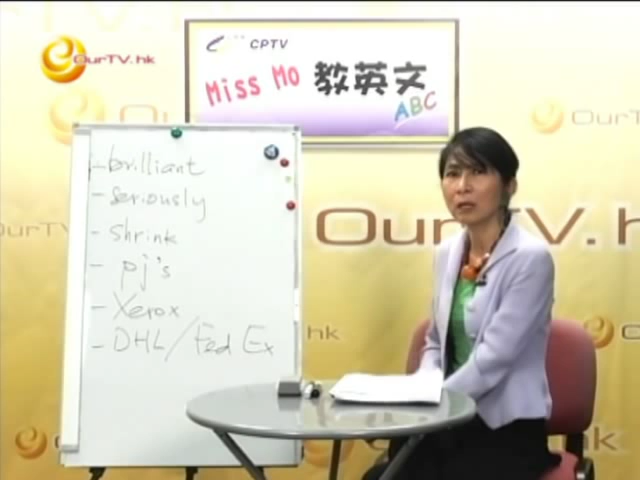 OurTV.hk
CPTV
Miss Mo 教英文
ABC
OurTV.hk
- brilliant
- seriously
- shrink
- pj's
- Xerox
- DHL/Fed Ex